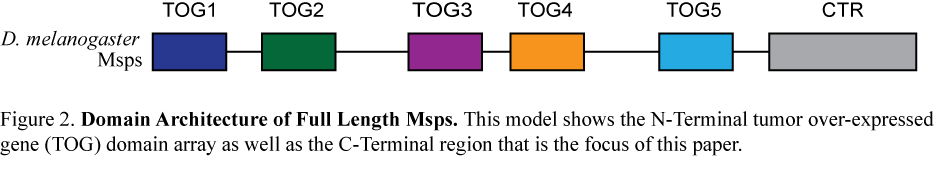 TOG1 TOG2 TOG3 TOG4 TOG5 CTR
D. melanogaster
Msps
Figure 2. Domain Architecture of Full Length Msps. This model shows the N-Terminal tumor over-expressed
gene (TOG) domain array as well as the C-Terminal region that is the focus of this paper.